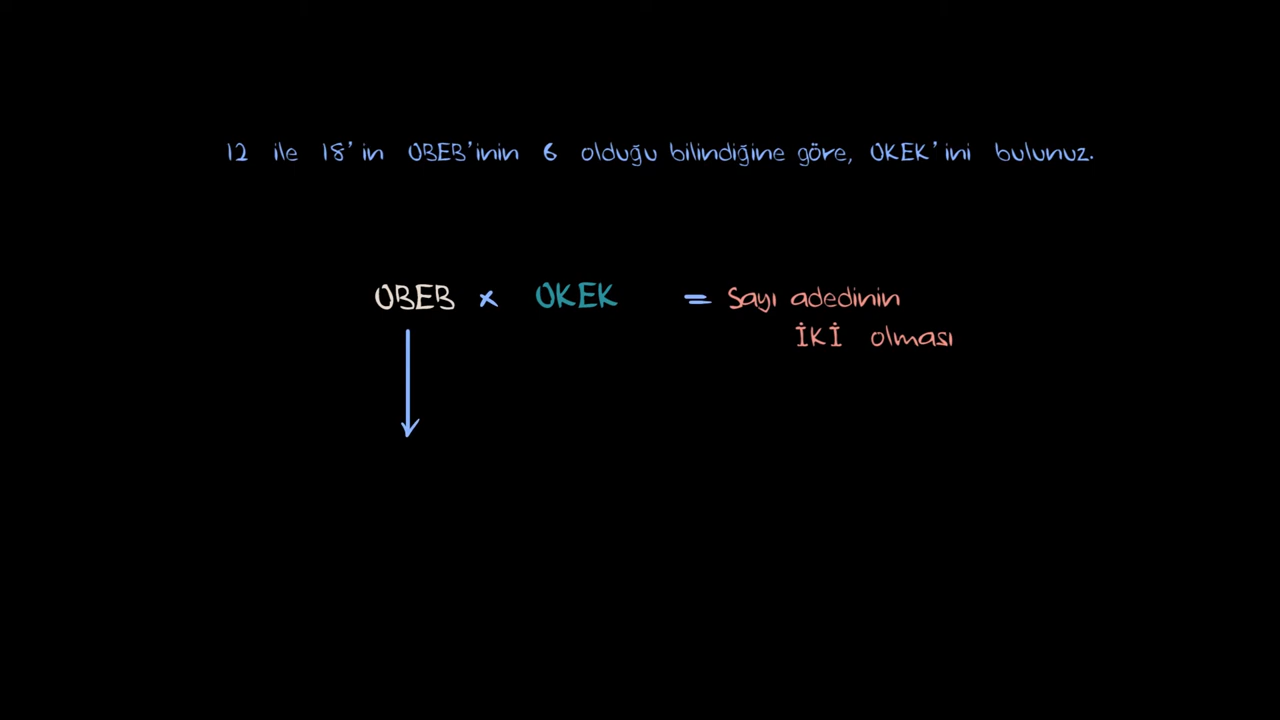 12 ile 18'in OBEB'inin 6 olduğu bilindiğine göre, OKEK'ini bulunuz.
OBEB x OKEK = Sayı adedinin
İKİ olması